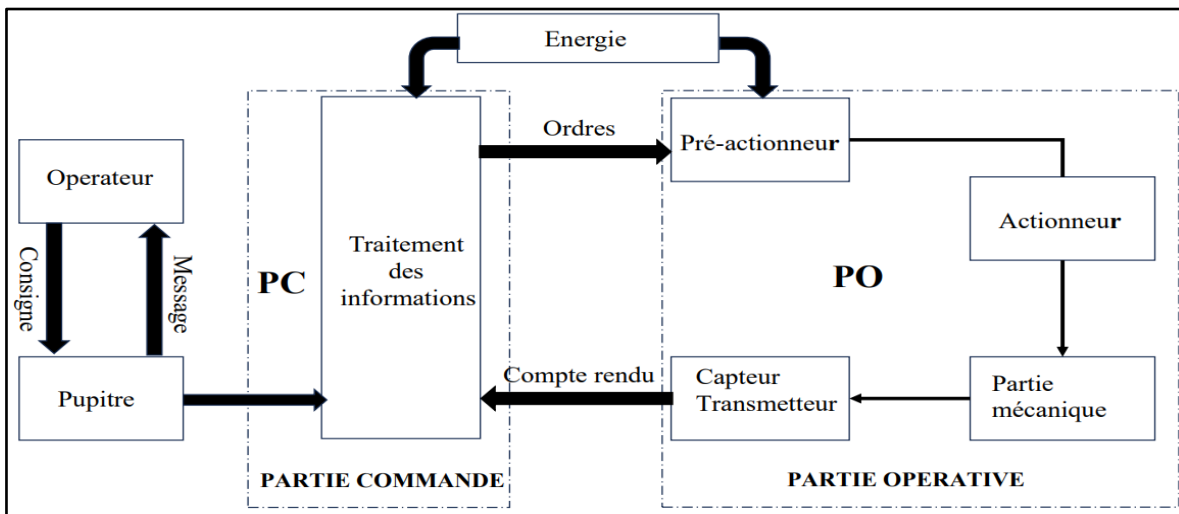 Energie
Ordres
Pré-actionneur
Operateur
Actionneur
Consigne
Message
Traitement
des
informations
PC
PO
Pupitre
Compte rendu
Capteur
Transmetteur
Partie
mécanique
PARTIE COMMANDE
PARTIE OPERATIVE